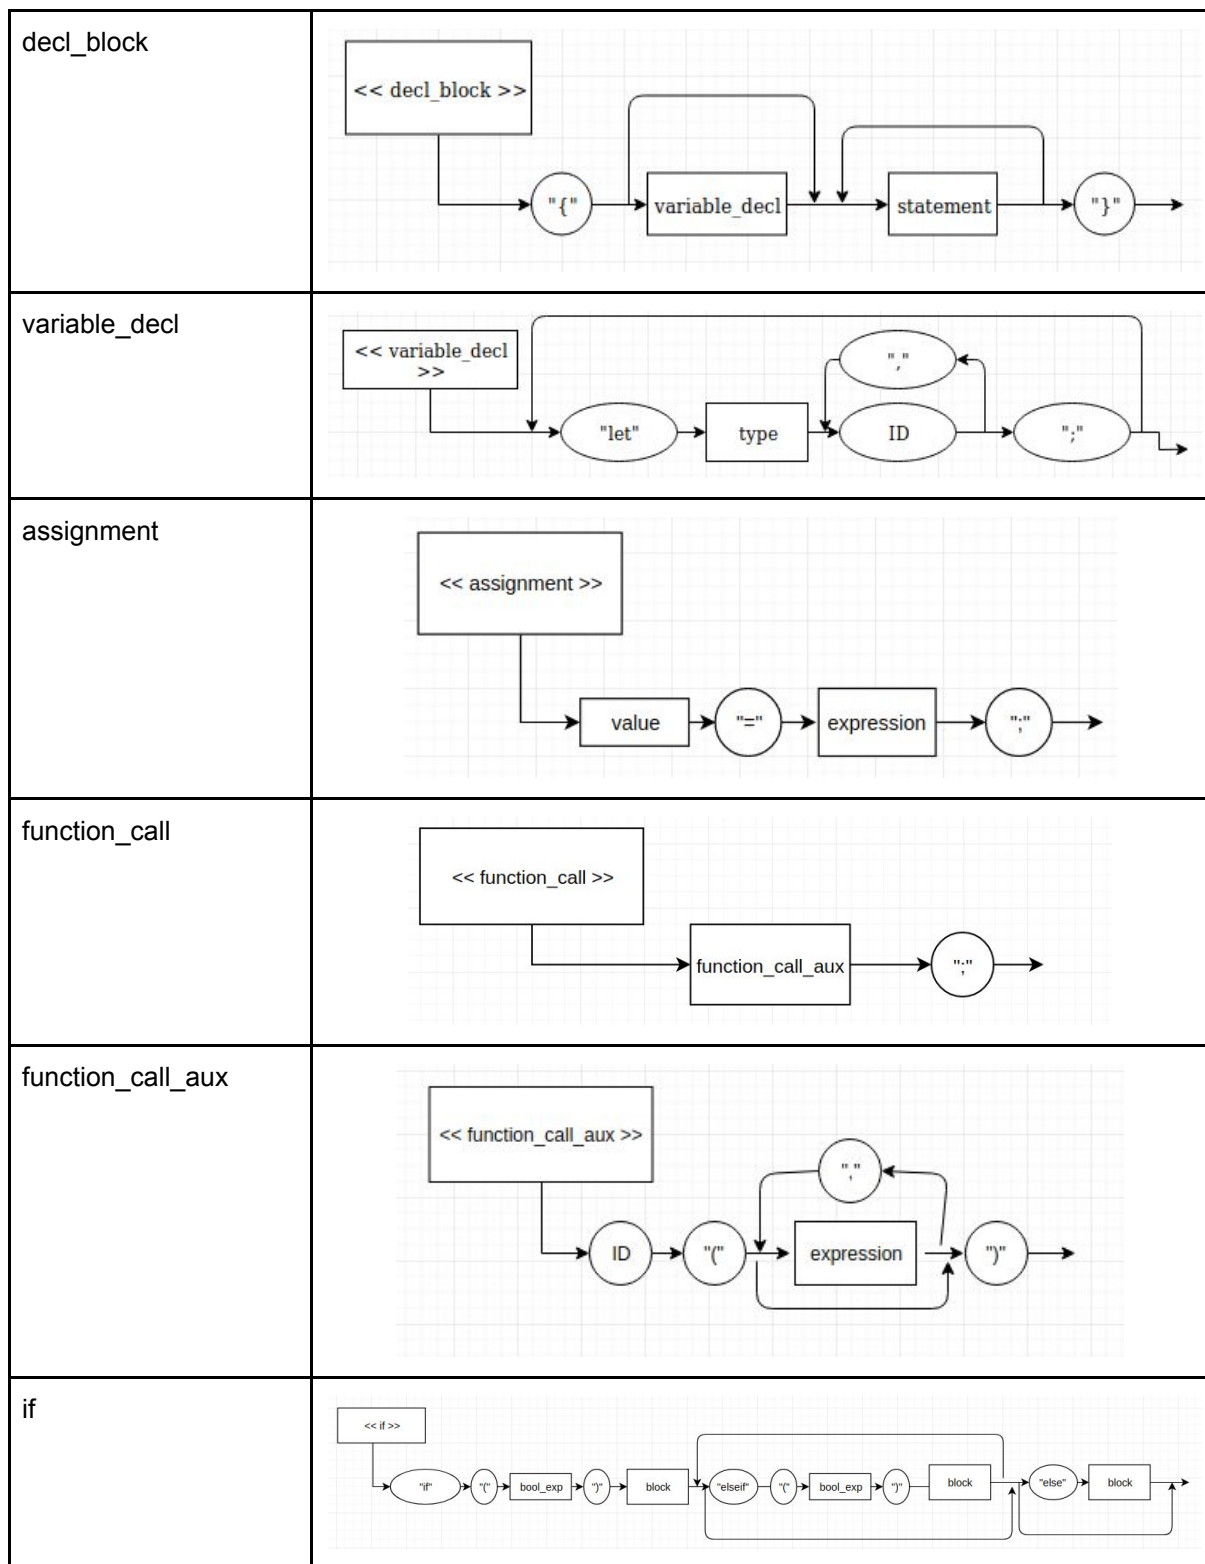 decl_block
<< decl_block >>
"{" variable_decl statement "}"
variable_decl
<< variable_decl
>>
","
"let" type ID ";"
assignment
<< assignment >>
value "=" expression ";"
function_call
<< function_call >>
function_call_aux ";"
function_call_aux
<< function_call_aux >>
","
ID "(" expression ")"
if
<< if >>
"if" "(" bool_exp ")" block "elseif" "(" bool_exp ")" block "else" block